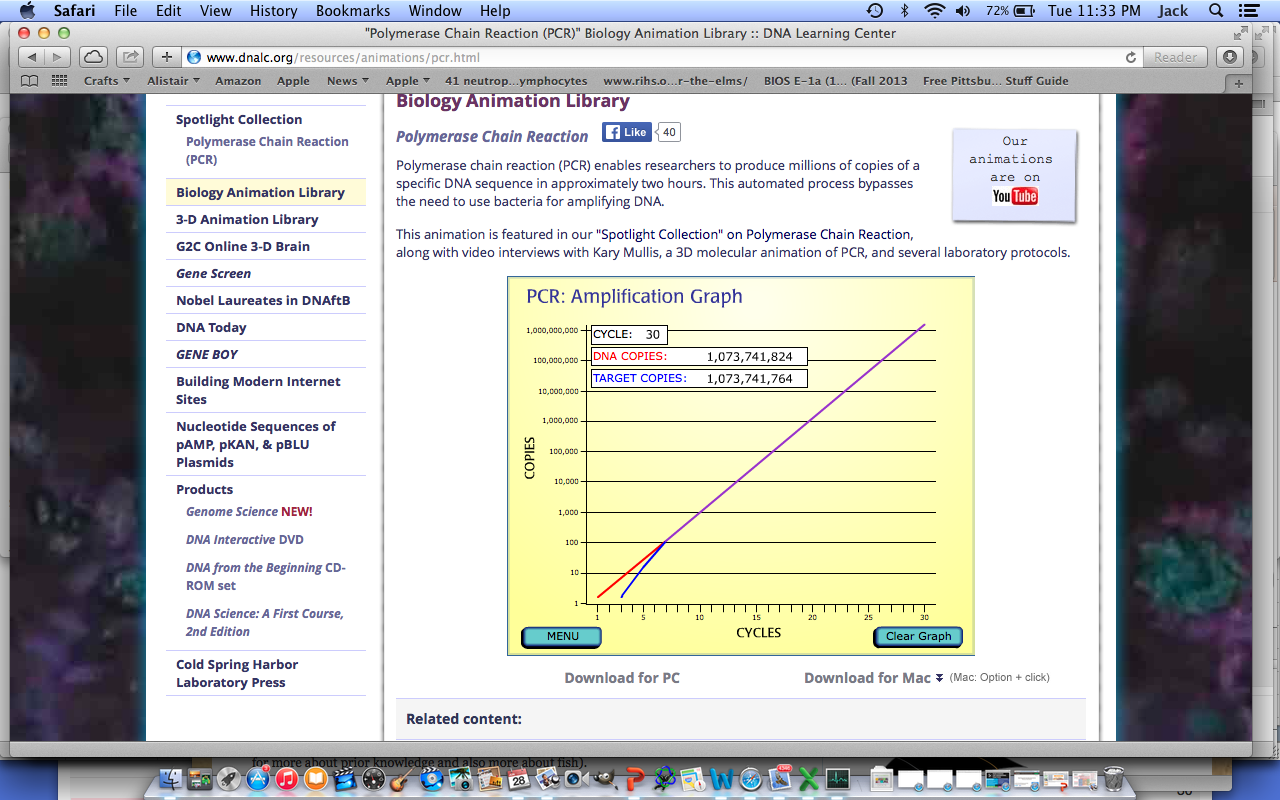 Safari File Edit View History Bookmarks Window Help 72% Tue 11:33 PM Jack
"Polymerase Chain Reaction (PCR)" Biology Animation Library :: DNA Learning Center
www.dnalc.org/resources/animations/pcr.html Reader
Crafts Alistair Amazon Apple News Apple 41 neutrop...ymphocytes www.rihs.o...r-the-elms/ BIOS E-1a (1... (Fall 2013 Free Pittsbu... Stuff Guide
Spotlight Collection
Polymerase Chain Reaction
(PCR)
Biology Animation Library
3-D Animation Library
G2C Online 3-D Brain
Gene Screen
Nobel Laureates in DNAftB
DNA Today
GENE BOY
Building Modern Internet
Sites
Nucleotide Sequences of
pAMP, pKAN, & pBLU
Plasmids
Products
Genome Science NEW!
DNA Interactive DVD
DNA from the Beginning CD-
ROM set
DNA Science: A First Course,
2nd Edition
Cold Spring Harbor
Laboratory Press
Biology Animation Library
Polymerase Chain Reaction Like 40
Polymerase chain reaction (PCR) enables researchers to produce millions of copies of a
specific DNA sequence in approximately two hours. This automated process bypasses
the need to use bacteria for amplifying DNA.
Our
animations
are on
YouTube
This animation is featured in our "Spotlight Collection" on Polymerase Chain Reaction,
along with video interviews with Kary Mullis, a 3D molecular animation of PCR, and several laboratory protocols.
PCR: Amplification Graph
CYCLE: 30
DNA COPIES: 1,073,741,824
TARGET COPIES: 1,073,741,764
1,000,000,000
100,000,000
10,000,000
1,000,000
100,000
10,000
1,000
100
10
1
COPIES
1 5 10 15 20 25 30
CYCLES
MENU
Clear Graph
Download for PC
Download for Mac (Mac: Option + click)
Related content:
for more about prior knowledge and also more about fish).
28